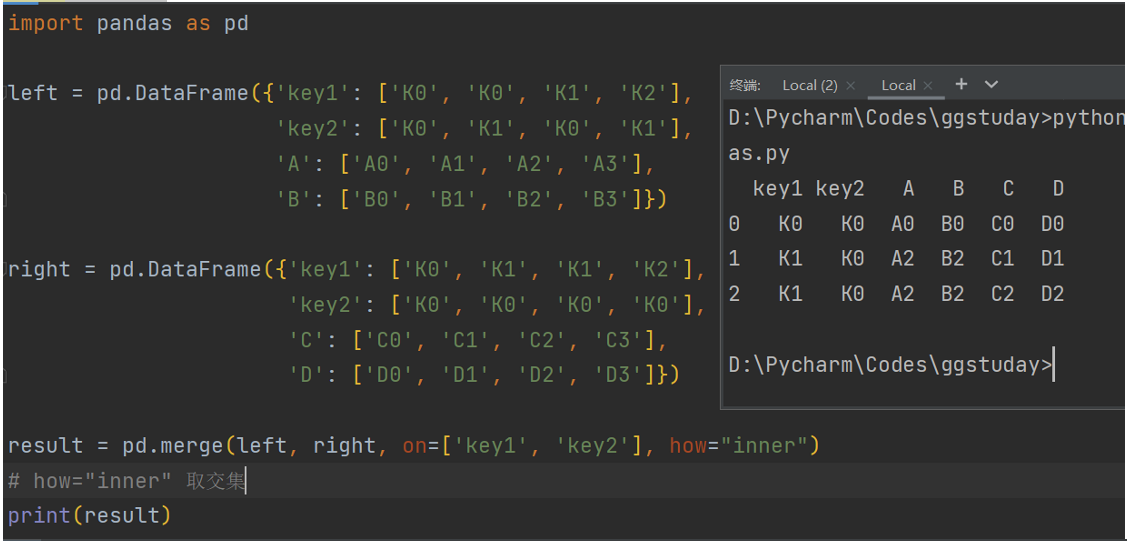 import pandas as pd
left = pd.DataFrame({'key1': ['K0', 'K0', 'K1', 'K2'],
'key2': ['K0', 'K1', 'K0', 'K1'],
'A': ['A0', 'A1', 'A2', 'A3'],
'B': ['B0', 'B1', 'B2', 'B3']})
right = pd.DataFrame({'key1': ['K0', 'K1', 'K1', 'K2'],
'key2': ['K0', 'K0', 'K0', 'K0'],
'C': ['C0', 'C1', 'C2', 'C3'],
'D': ['D0', 'D1', 'D2', 'D3']})
result = pd.merge(left, right, on=['key1', 'key2'], how="inner")
# how="inner" 取交集
print(result)
终端: Local (2) × Local × +
D:\Pycharm\Codes\ggstuday>python
as.py
key1 key2 A B C D
0 K0 K0 A0 B0 C0 D0
1 K1 K0 A2 B2 C1 D1
2 K1 K0 A2 B2 C2 D2
D:\Pycharm\Codes\ggstuday>